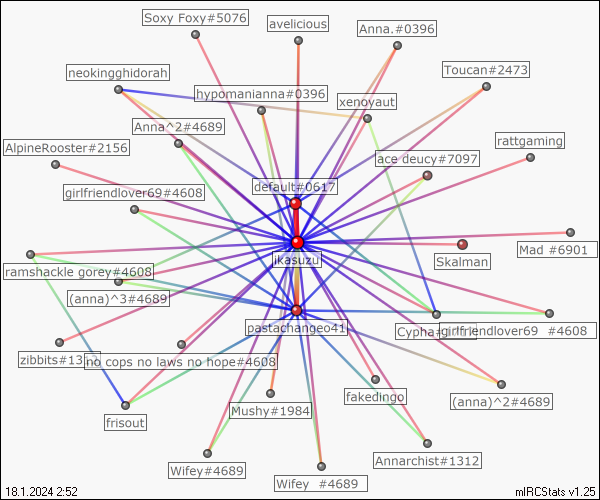 Soxy Foxy#5076
avelicious
Anna.#0396
neokingghidorah
Toucan#2473
hypomanianna#0396
xenoyaut
Anna^2#4689
AlpineRooster#2156
rattgaming
ace deucy#7097
girlfriendlover69#4608
default#0617
Mad #6901
Skalman
ikasuzu
ramshackle gorey#4608
(anna)^3#4689
pastachangeo41
Cypha
girlfriendlover69 #4608
zibbits#13
no cops no laws no hope#4608
fakedingo
Mushy#1984
(anna)^2#4689
frisout
Annarchist#1312
Wifey#4689
Wifey #4689
18.1.2024 2:52
mIRCStats v1.25